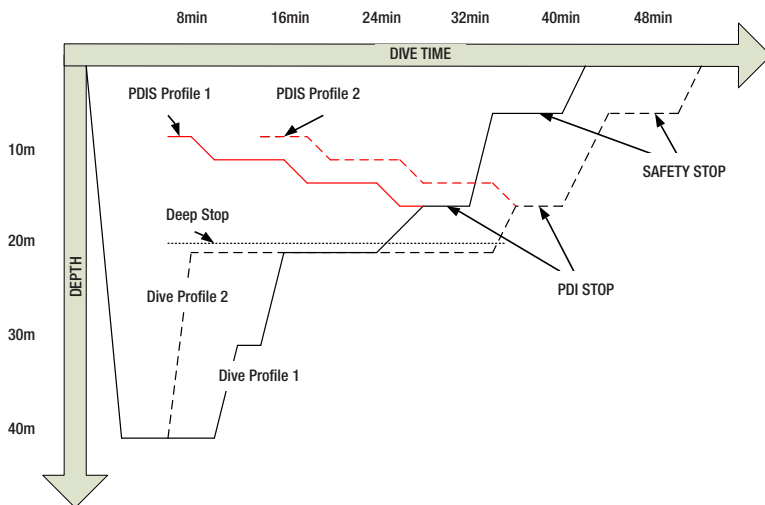 8min 16min 24min 32min 40min 48min
DIVE TIME
PDIS Profile 1 PDIS Profile 2
10m
SAFETY STOP
Deep Stop
20m
DEPTH
Dive Profile 2 PDI STOP
30m
Dive Profile 1
40m